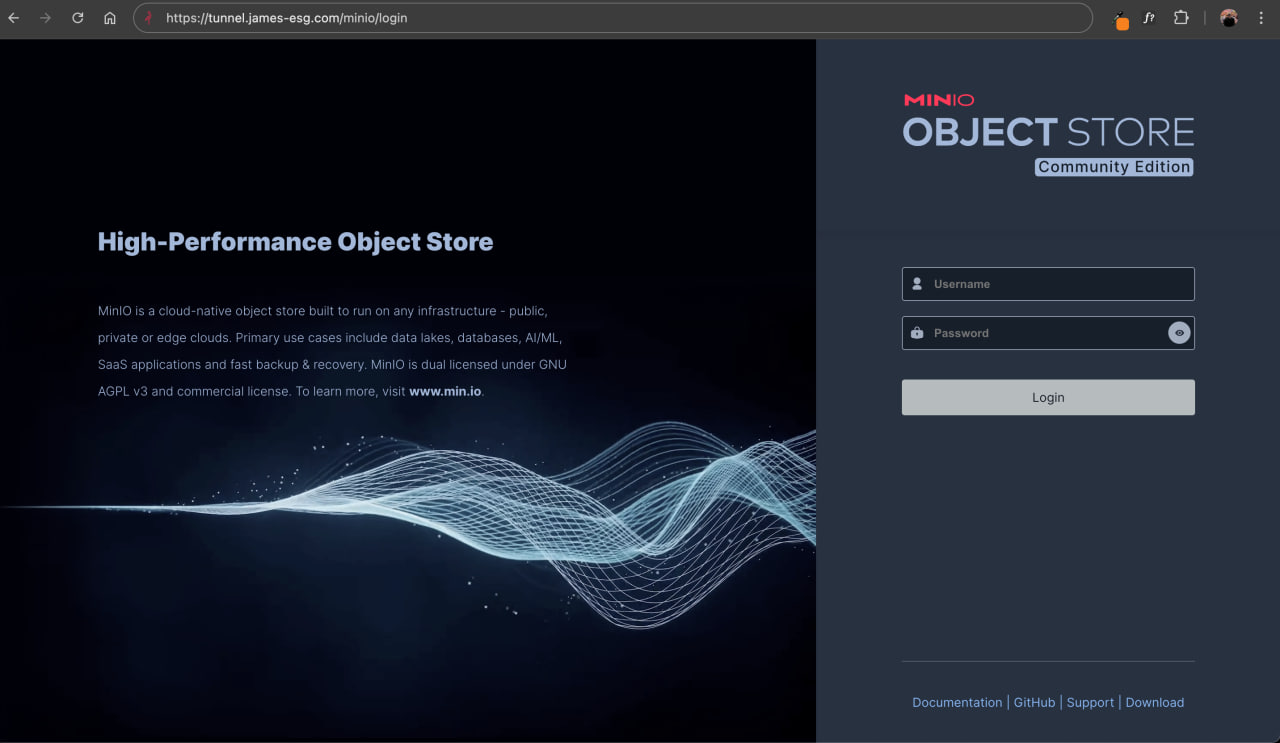 https://tunnel.james-esg.com/minio/login
f?
MINIO
OBJECT STORE
Community Edition
High-Performance Object Store
MinIO is a cloud-native object store built to run on any infrastructure - public,
private or edge clouds. Primary use cases include data lakes, databases, AI/ML,
SaaS applications and fast backup & recovery. MinIO is dual licensed under GNU
AGPL v3 and commercial license. To learn more, visit www.min.io.
Username
Password
Login
Documentation | GitHub | Support | Download